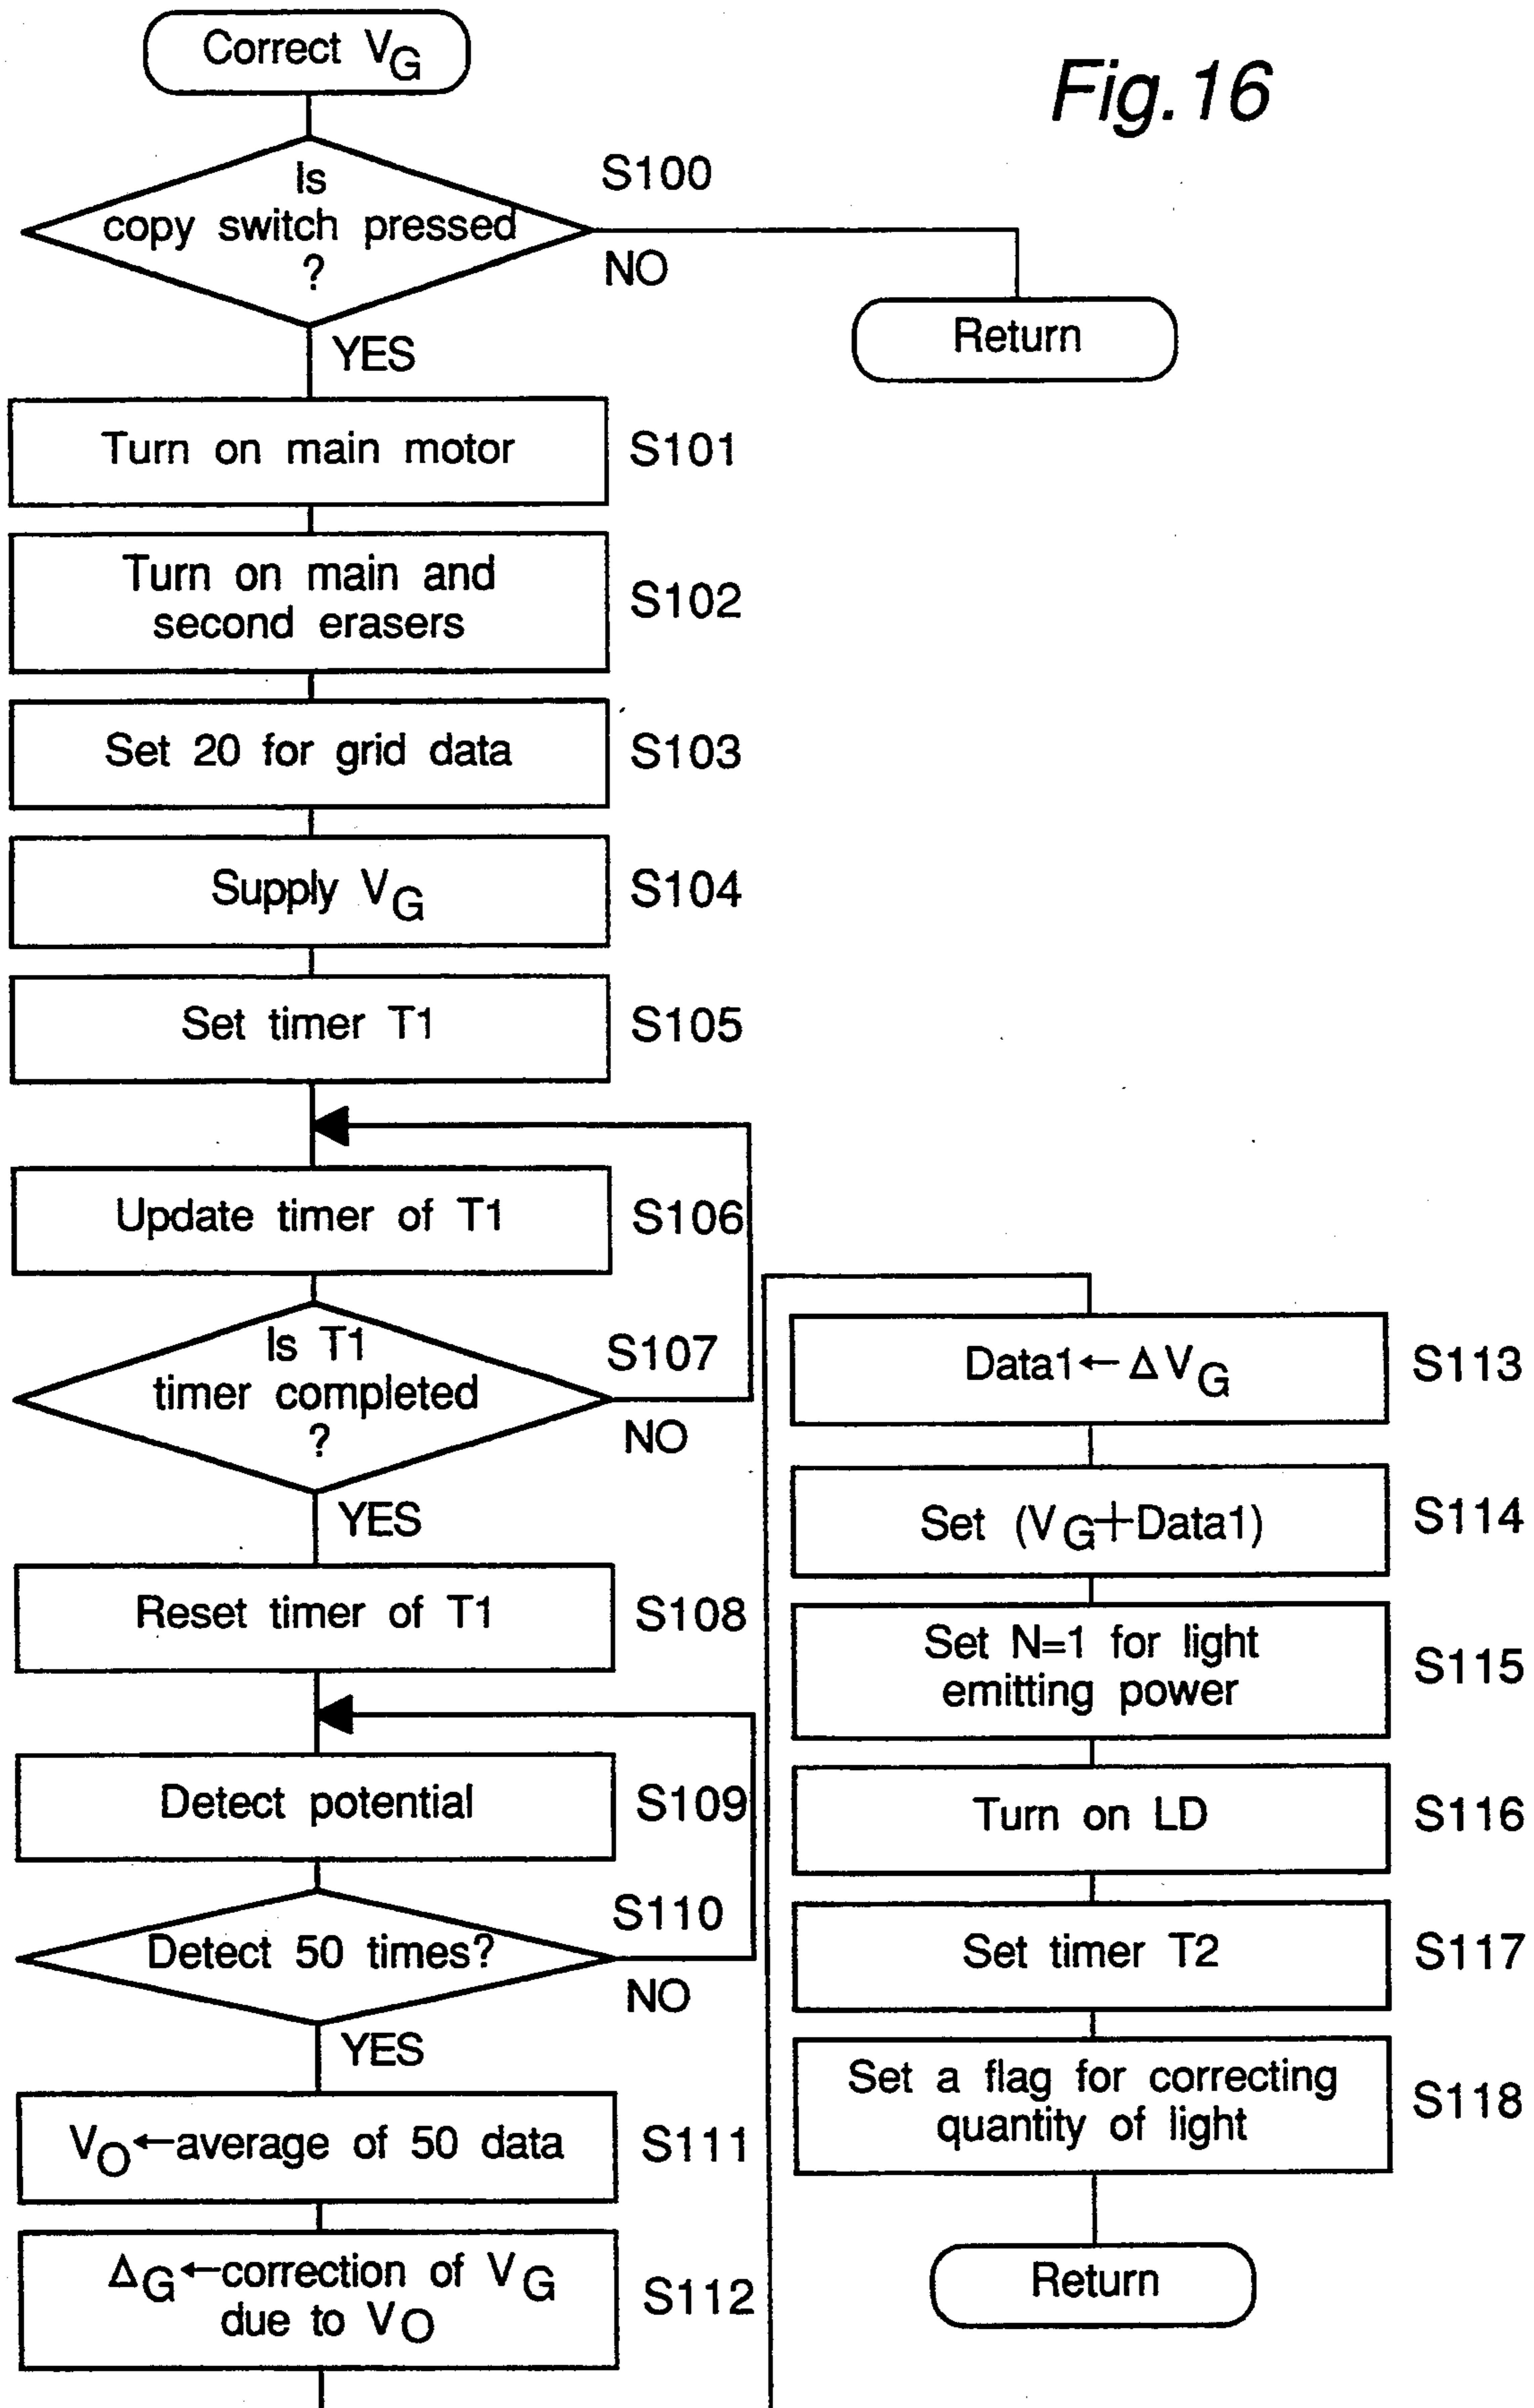 Fig.16
Correct VG
Is
copy switch pressed
?
S100
NO
Return
YES
Turn on main motor
S101
Turn on main and
second erasers
S102
Set 20 for grid data
S103
Supply VG
S104
Set timer T1
S105
Update timer of T1
S106
Is T1
timer completed
?
S107
NO
YES
Reset timer of T1
S108
Detect potential
S109
Detect 50 times?
S110
NO
YES
VO←average of 50 data
S111
ΔG←correction of VG
due to VO
S112
Data1←ΔVG
S113
Set (VG+Data1)
S114
Set N=1 for light
emitting power
S115
Turn on LD
S116
Set timer T2
S117
Set a flag for correcting
quantity of light
S118
Return